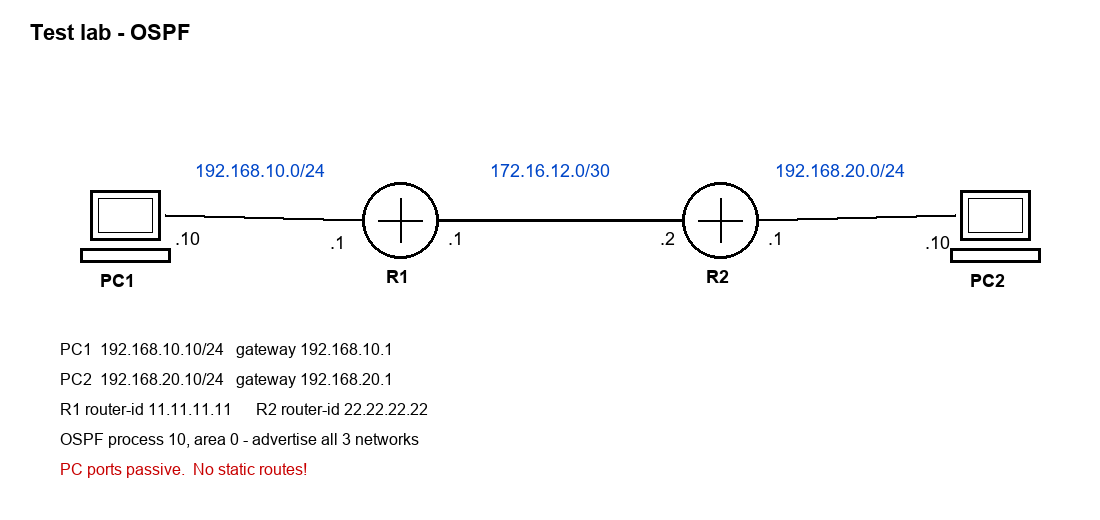 Test lab - OSPF
192.168.10.0/24
172.16.12.0/30
192.168.20.0/24
.10
.1
.1
.2
.1
.10
PC1
R1
R2
PC2
PC1  192.168.10.10/24   gateway 192.168.10.1
PC2  192.168.20.10/24   gateway 192.168.20.1
R1 router-id 11.11.11.11      R2 router-id 22.22.22.22
OSPF process 10, area 0 - advertise all 3 networks
PC ports passive.  No static routes!